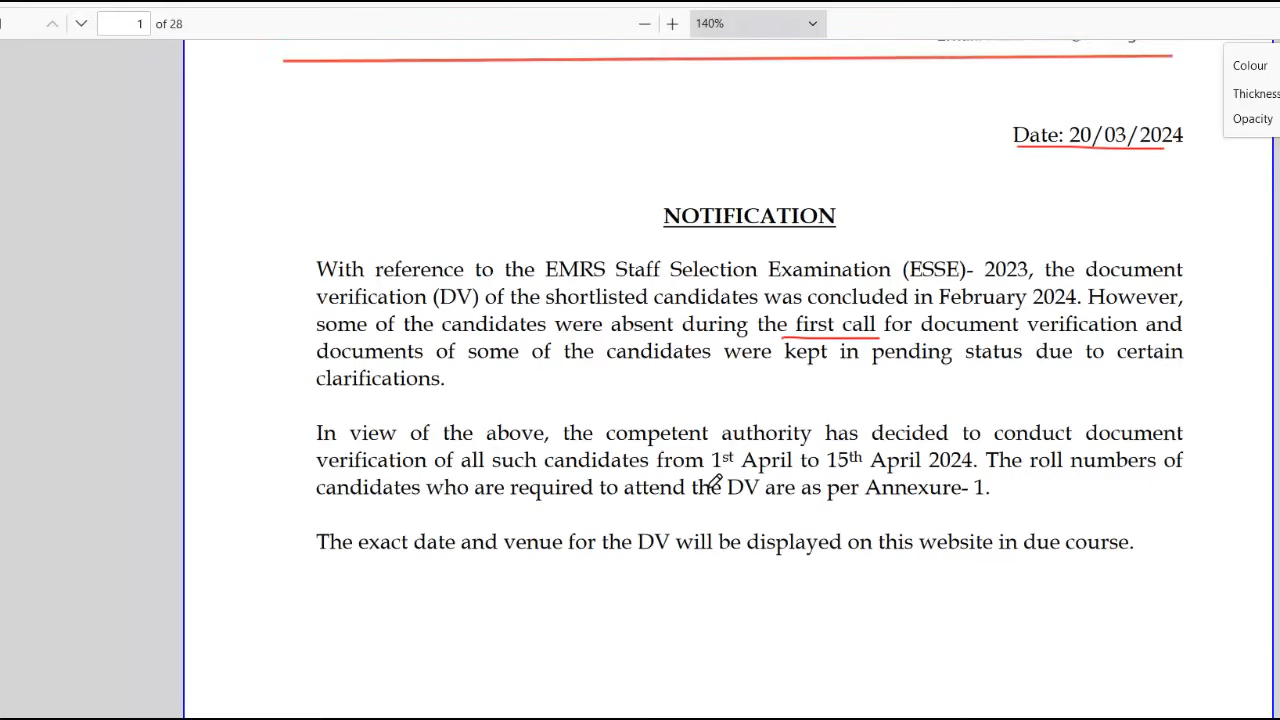 1 of 28
140%
Colour
Thickness
Opacity
Date: 20/03/2024
NOTIFICATION
With reference to the EMRS Staff Selection Examination (ESSE)- 2023, the document
verification (DV) of the shortlisted candidates was concluded in February 2024. However,
some of the candidates were absent during the first call for document verification and
documents of some of the candidates were kept in pending status due to certain
clarifications.
In view of the above, the competent authority has decided to conduct document
verification of all such candidates from 1st April to 15th April 2024. The roll numbers of
candidates who are required to attend the DV are as per Annexure- 1.
The exact date and venue for the DV will be displayed on this website in due course.